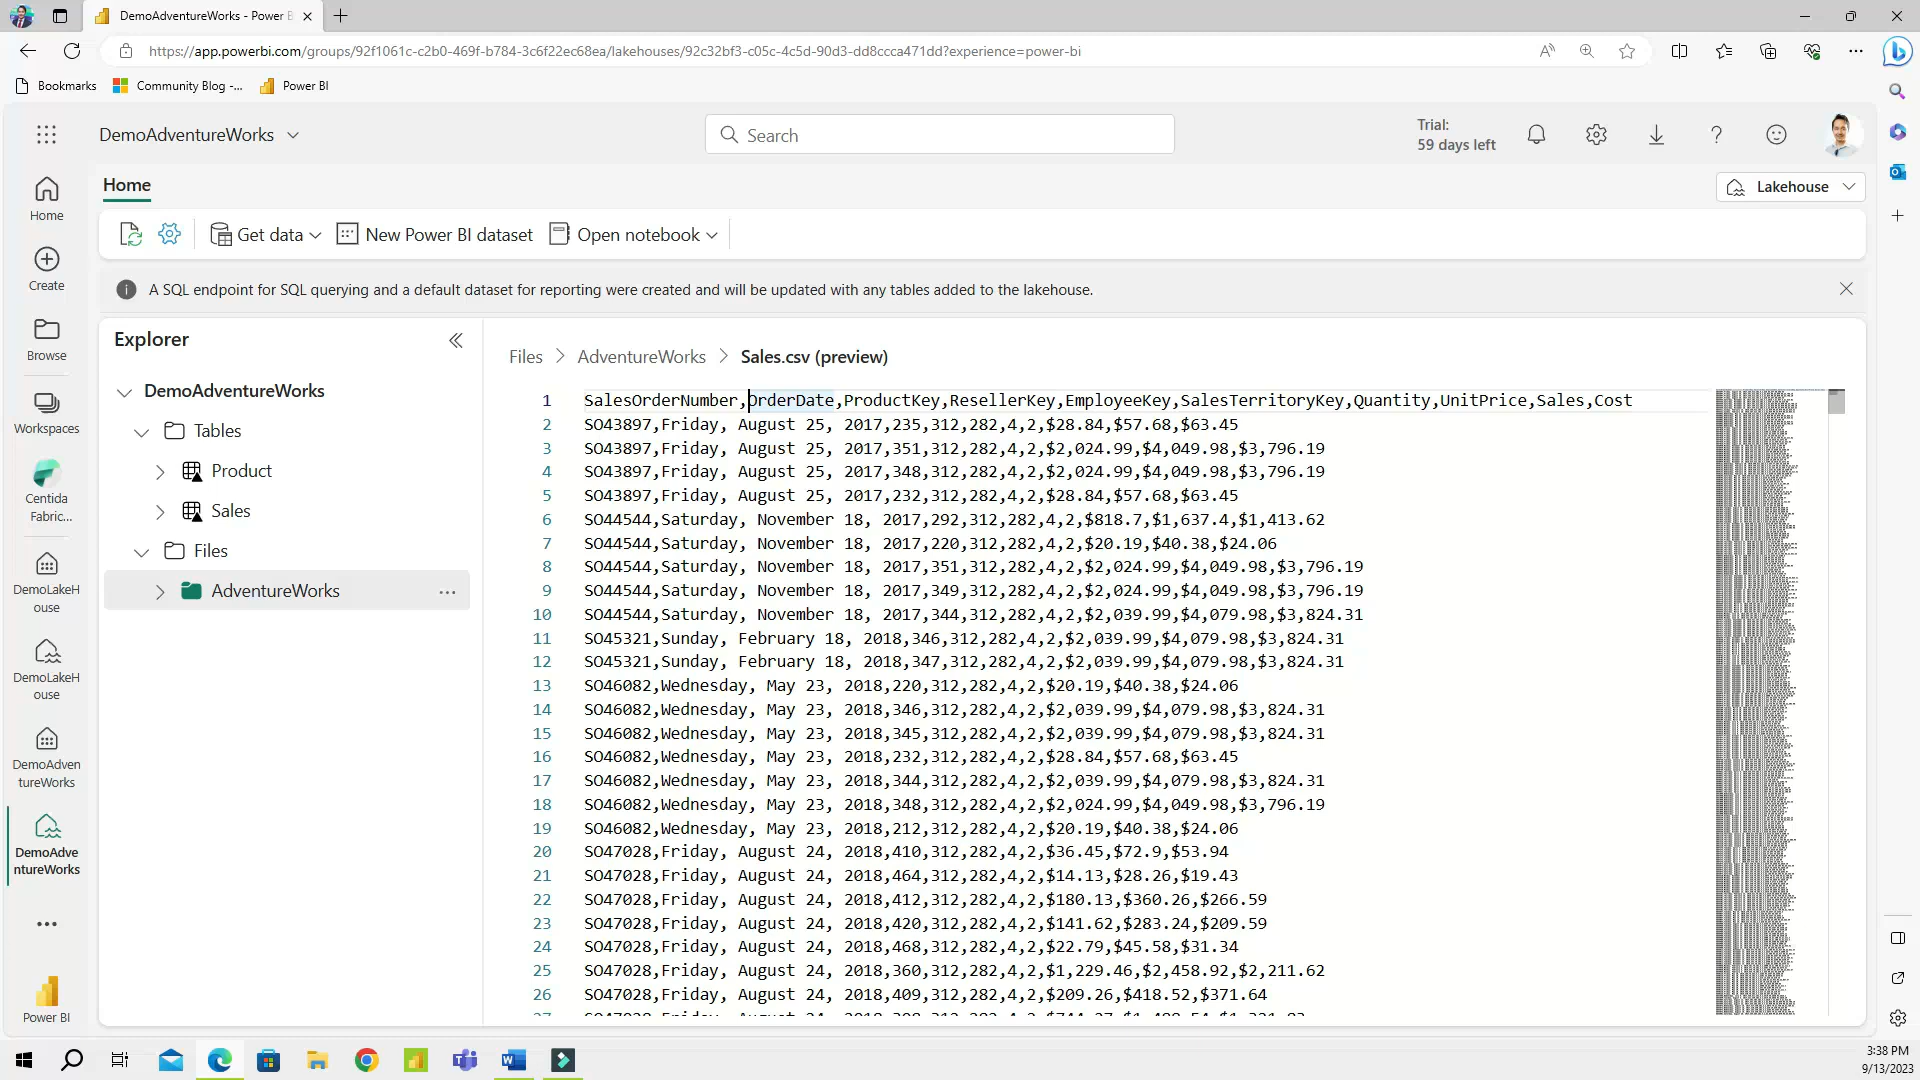 DemoAdventureWorks - Power B
https://app.powerbi.com/groups/92f1061c-c2b0-469f-b784-3c6f22ec68ea/lakehouses/92c32bf3-c05c-4c5d-90d3-dd8ccca471dd?experience=power-bi
Bookmarks
Community Blog -...
Power BI
DemoAdventureWorks
Search
Trial:
59 days left
Home
Lakehouse
Get data
New Power BI dataset
Open notebook
A SQL endpoint for SQL querying and a default dataset for reporting were created and will be updated with any tables added to the lakehouse.
Home
Create
Browse
Workspaces
Centida
Fabric...
DemoLakeH
ouse
DemoLakeH
ouse
DemoAdven
tureWorks
DemoAdve
ntureWorks
Power BI
Explorer
DemoAdventureWorks
Tables
Product
Sales
Files
AdventureWorks
Files > AdventureWorks > Sales.csv (preview)
1 SalesOrderNumber,OrderDate,ProductKey,ResellerKey,EmployeeKey,SalesTerritoryKey,Quantity,UnitPrice,Sales,Cost
2 SO43897,Friday, August 25, 2017,235,312,282,4,2,$28.84,$57.68,$63.45
3 SO43897,Friday, August 25, 2017,351,312,282,4,2,$2,024.99,$4,049.98,$3,796.19
4 SO43897,Friday, August 25, 2017,348,312,282,4,2,$2,024.99,$4,049.98,$3,796.19
5 SO43897,Friday, August 25, 2017,232,312,282,4,2,$28.84,$57.68,$63.45
6 SO44544,Saturday, November 18, 2017,292,312,282,4,2,$818.7,$1,637.4,$1,413.62
7 SO44544,Saturday, November 18, 2017,220,312,282,4,2,$20.19,$40.38,$24.06
8 SO44544,Saturday, November 18, 2017,351,312,282,4,2,$2,024.99,$4,049.98,$3,796.19
9 SO44544,Saturday, November 18, 2017,349,312,282,4,2,$2,024.99,$4,049.98,$3,796.19
10 SO44544,Saturday, November 18, 2017,344,312,282,4,2,$2,039.99,$4,079.98,$3,824.31
11 SO45321,Sunday, February 18, 2018,346,312,282,4,2,$2,039.99,$4,079.98,$3,824.31
12 SO45321,Sunday, February 18, 2018,347,312,282,4,2,$2,039.99,$4,079.98,$3,824.31
13 SO46082,Wednesday, May 23, 2018,220,312,282,4,2,$20.19,$40.38,$24.06
14 SO46082,Wednesday, May 23, 2018,346,312,282,4,2,$2,039.99,$4,079.98,$3,824.31
15 SO46082,Wednesday, May 23, 2018,345,312,282,4,2,$2,039.99,$4,079.98,$3,824.31
16 SO46082,Wednesday, May 23, 2018,232,312,282,4,2,$28.84,$57.68,$63.45
17 SO46082,Wednesday, May 23, 2018,344,312,282,4,2,$2,039.99,$4,079.98,$3,824.31
18 SO46082,Wednesday, May 23, 2018,348,312,282,4,2,$2,024.99,$4,049.98,$3,796.19
19 SO46082,Wednesday, May 23, 2018,212,312,282,4,2,$20.19,$40.38,$24.06
20 SO47028,Friday, August 24, 2018,410,312,282,4,2,$36.45,$72.9,$53.94
21 SO47028,Friday, August 24, 2018,464,312,282,4,2,$14.13,$28.26,$19.43
22 SO47028,Friday, August 24, 2018,412,312,282,4,2,$180.13,$360.26,$266.59
23 SO47028,Friday, August 24, 2018,420,312,282,4,2,$141.62,$283.24,$209.59
24 SO47028,Friday, August 24, 2018,468,312,282,4,2,$22.79,$45.58,$31.34
25 SO47028,Friday, August 24, 2018,360,312,282,4,2,$1,229.46,$2,458.92,$2,211.62
26 SO47028,Friday, August 24, 2018,409,312,282,4,2,$209.26,$418.52,$371.64
3:38 PM
9/13/2023